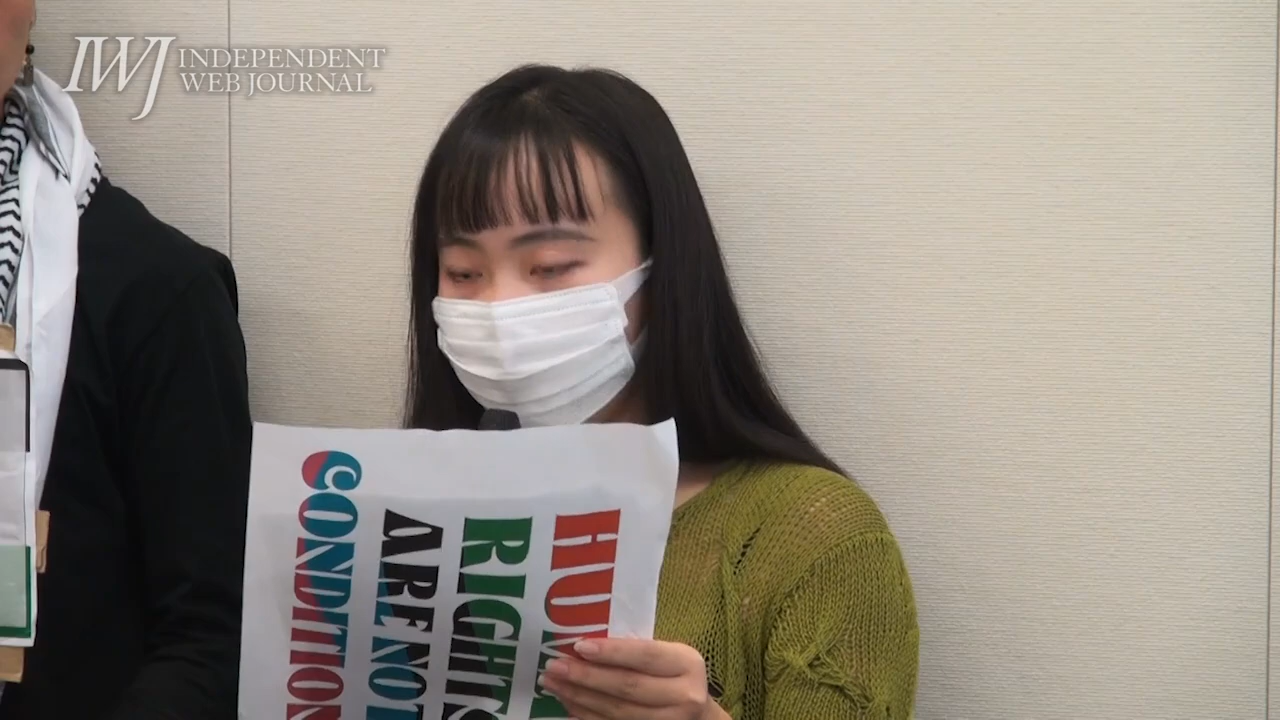 IWJ INDEPENDENT
WEB JOURNAL
HUM
RIGHTS
ARE NOT
CONDITION